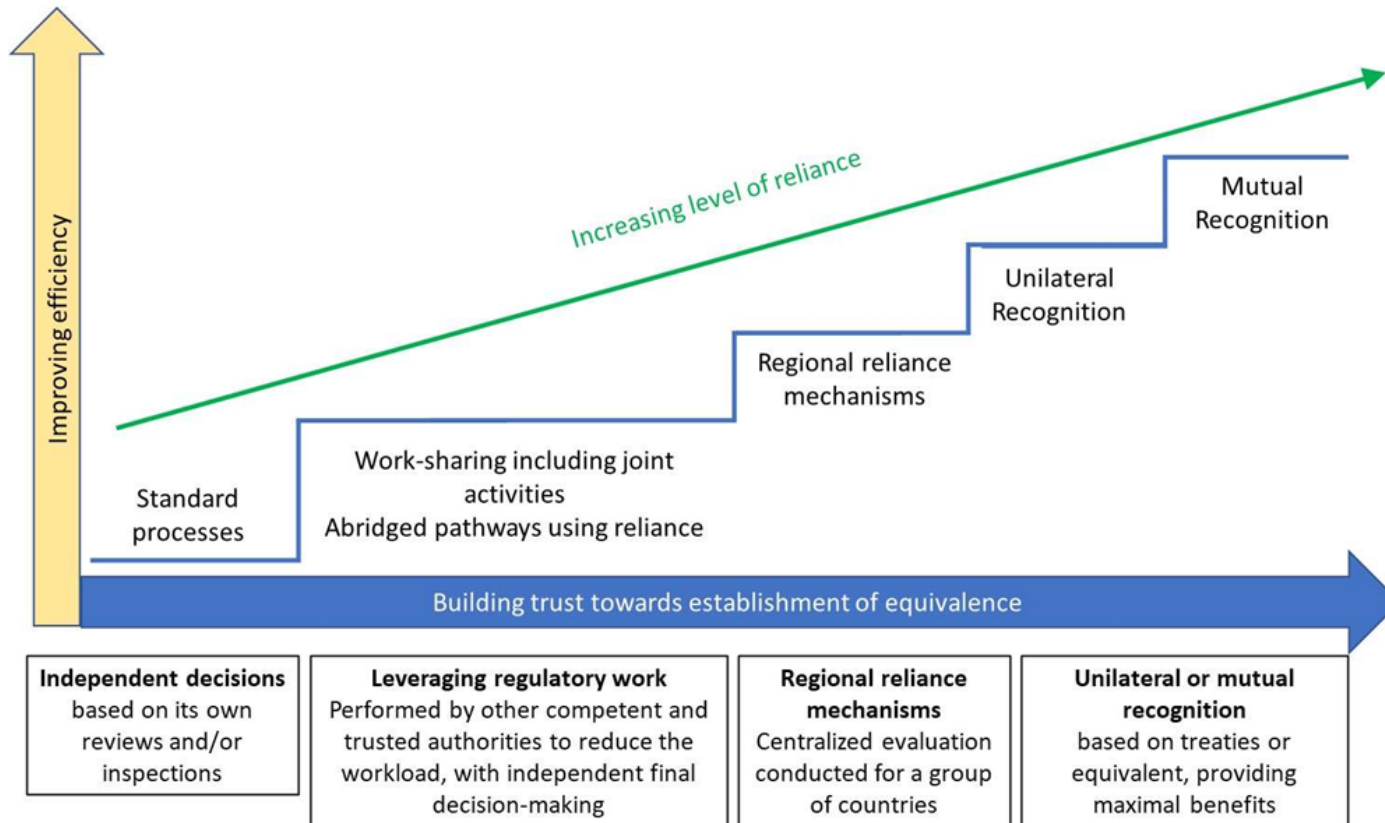 Improving efficiency
Increasing level of reliance
Mutual
Recognition
Unilateral
Recognition
Regional reliance
mechanisms
Work-sharing including joint
activities
Abridged pathways using reliance
Standard
processes
Building trust towards establishment of equivalence
Independent decisions
based on its own
reviews and/or
inspections
Leveraging regulatory work
Performed by other competent and
trusted authorities to reduce the
workload, with independent final
decision-making
Regional reliance
mechanisms
Centralized evaluation
conducted for a group
of countries
Unilateral or mutual
recognition
based on treaties or
equivalent, providing
maximal benefits